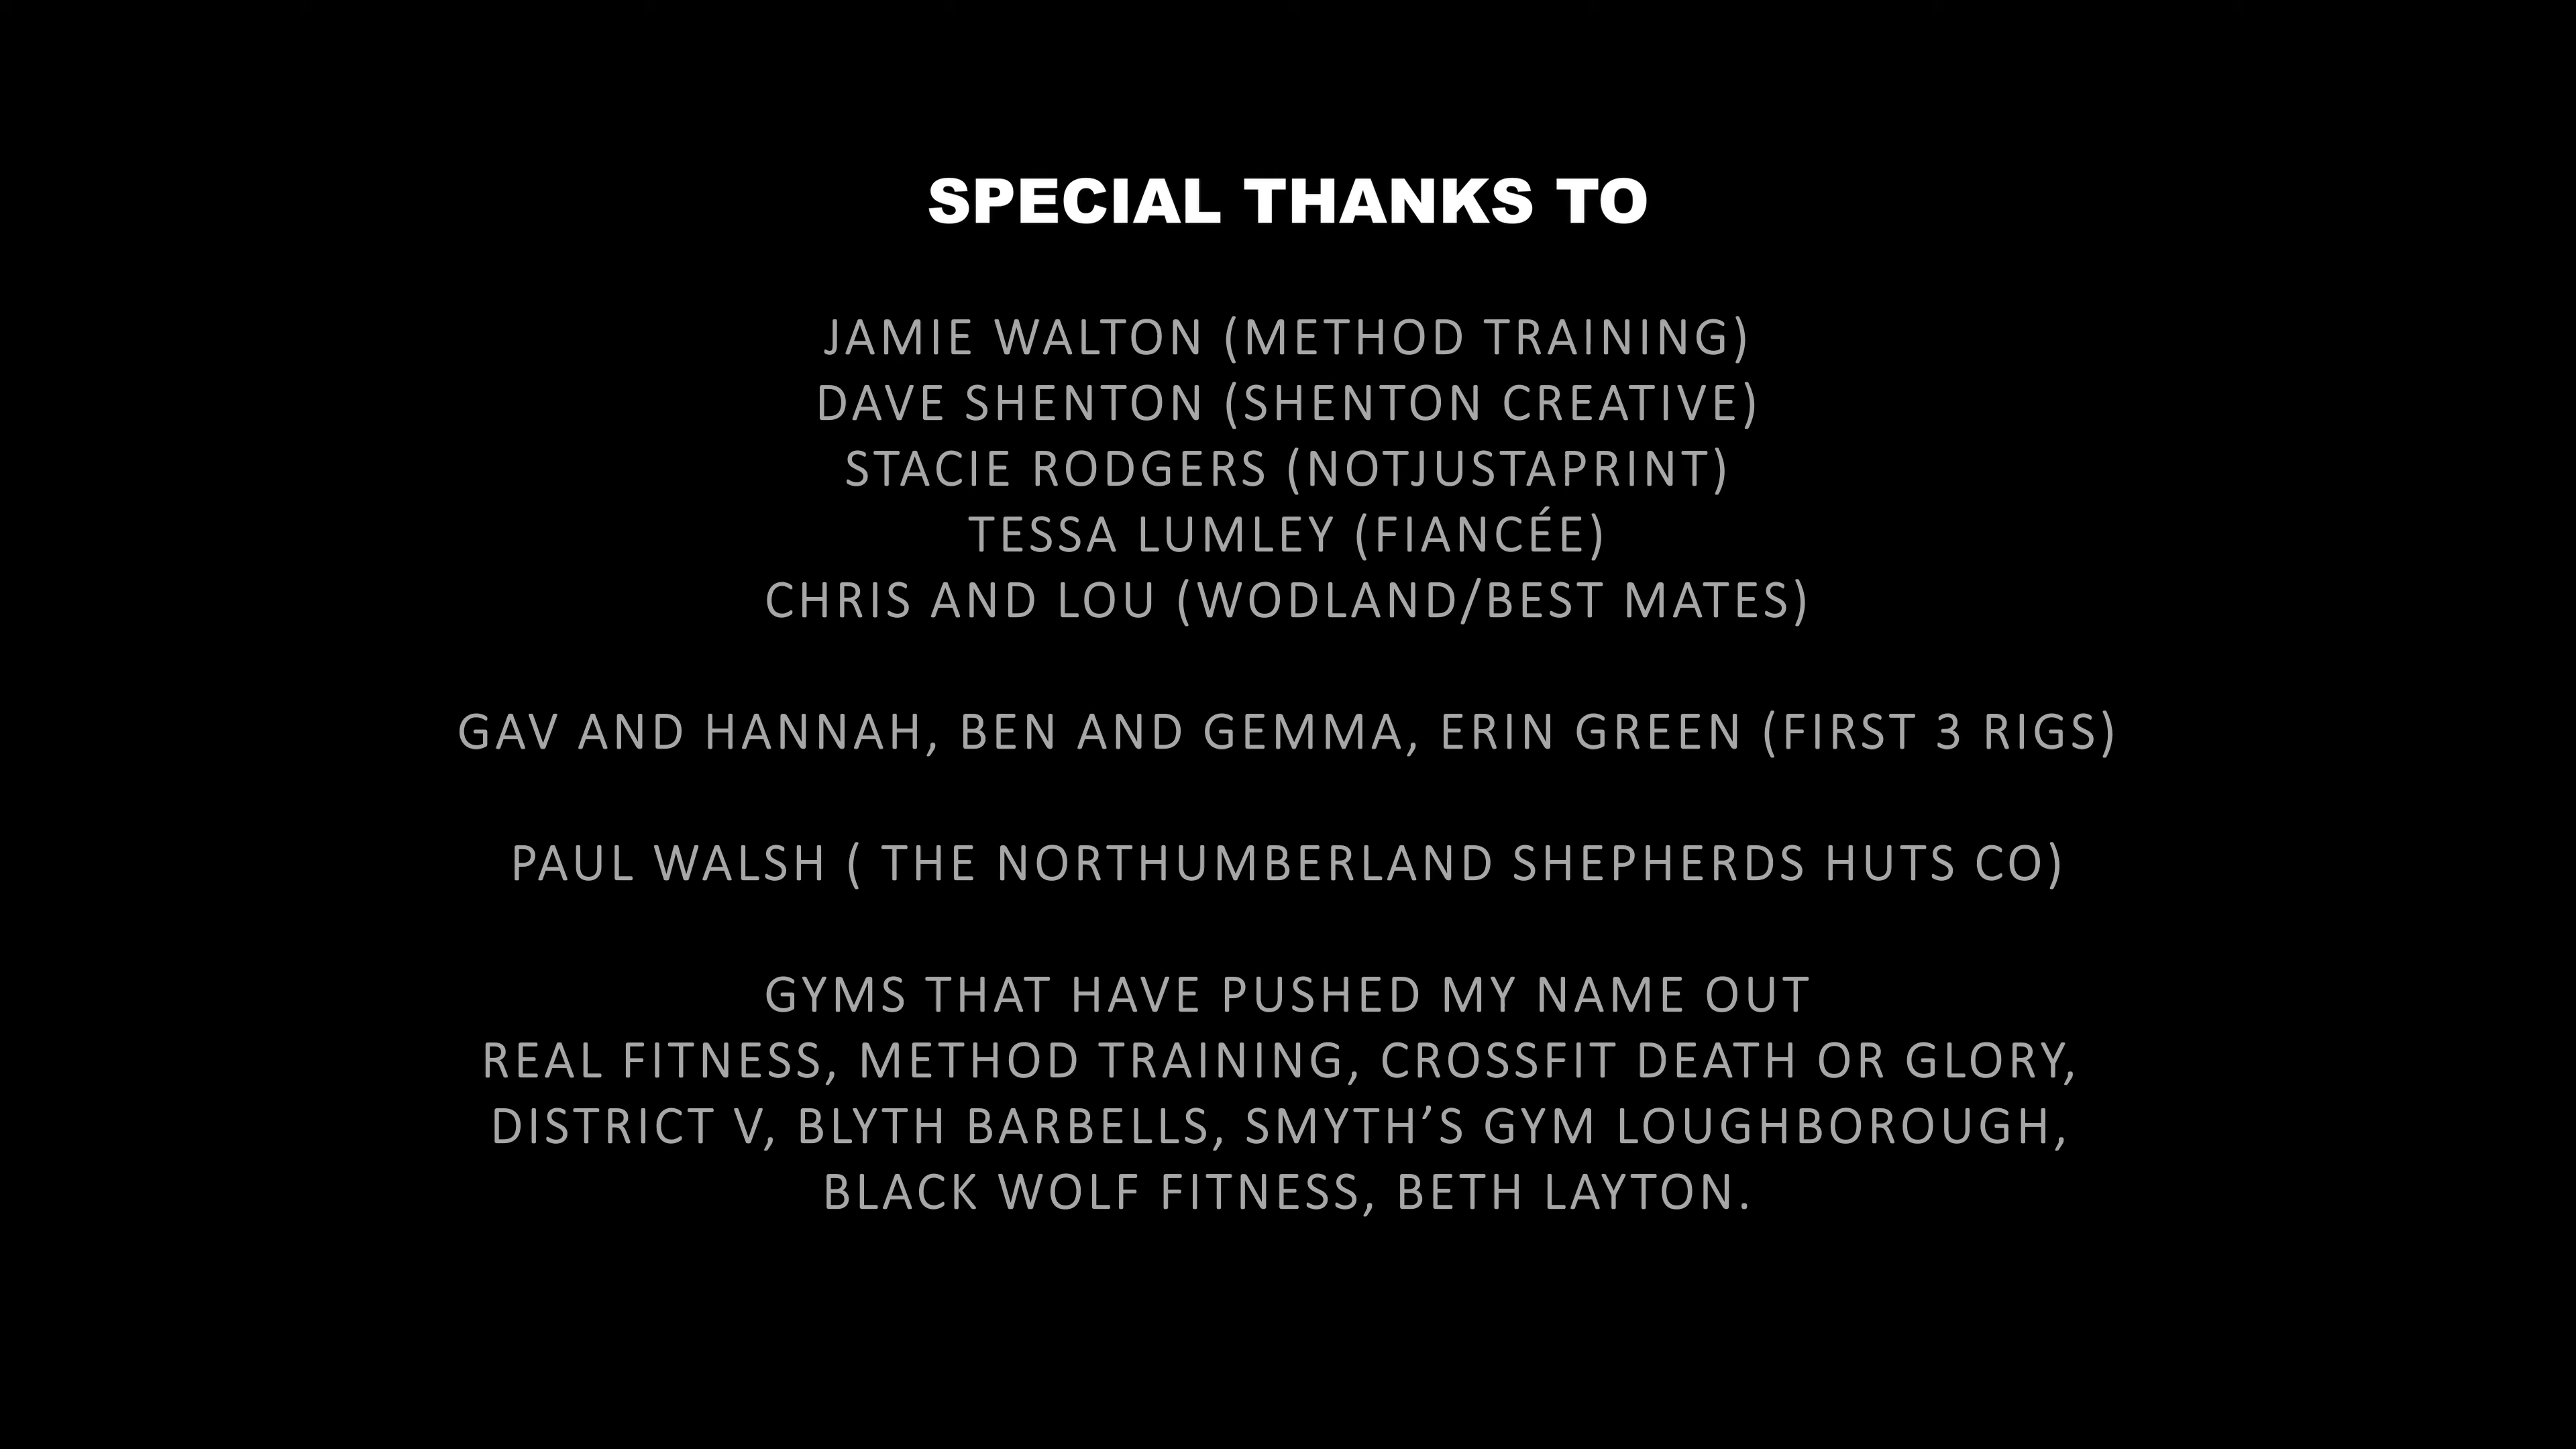 SPECIAL THANKS TO
JAMIE WALTON (METHOD TRAINING)
DAVE SHENTON (SHENTON CREATIVE)
STACIE RODGERS (NOTJUSTAPRINT)
TESSA LUMLEY (FIANCÉE)
CHRIS AND LOU (WODLAND/BEST MATES)
GAV AND HANNAH, BEN AND GEMMA, ERIN GREEN (FIRST 3 RIGS)
PAUL WALSH ( THE NORTHUMBERLAND SHEPHERDS HUTS CO)
GYMS THAT HAVE PUSHED MY NAME OUT
REAL FITNESS, METHOD TRAINING, CROSSFIT DEATH OR GLORY,
DISTRICT V, BLYTH BARBELLS, SMYTH’S GYM LOUGHBOROUGH,
BLACK WOLF FITNESS, BETH LAYTON.